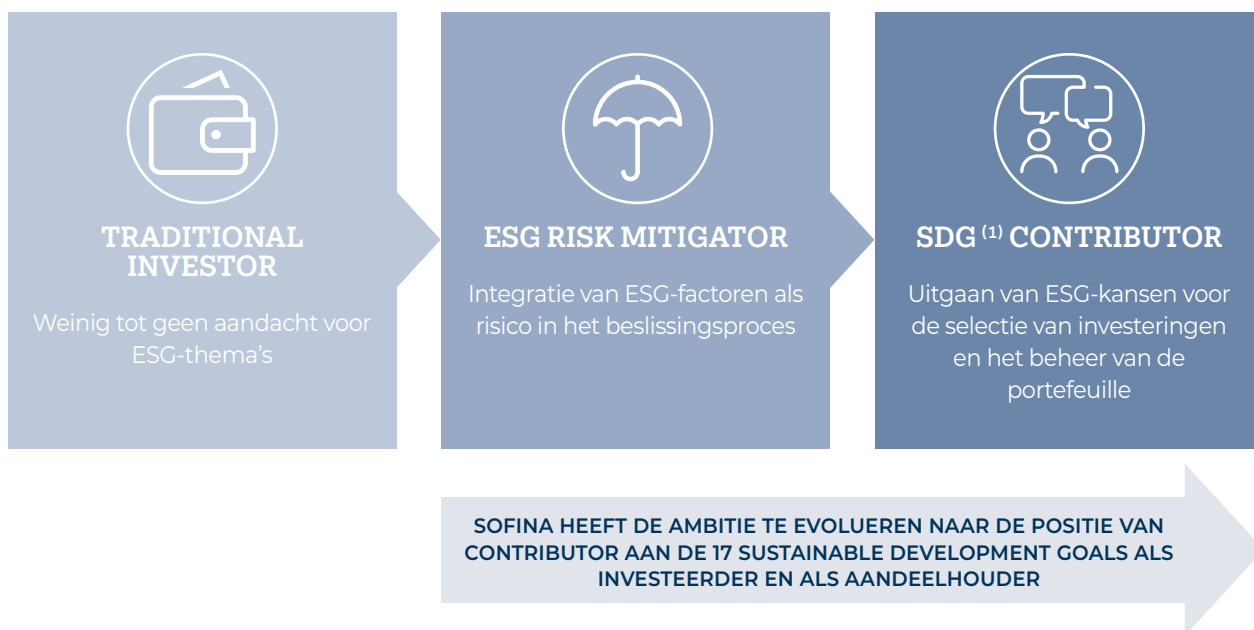 TRADITIONAL
INVESTOR
Weinig tot geen aandacht voor
ESG-thema's
ESG RISK MITIGATOR
Integratie van ESG-factoren als
risico in het beslissingsproces
SDG (1) CONTRIBUTOR
Uitgaan van ESG-kansen voor
de selectie van investeringen
en het beheer van de
portefeuille
SOFINA HEEFT DE AMBITIE TE EVOLUEREN NAAR DE POSITIE VAN
CONTRIBUTOR AAN DE 17 SUSTAINABLE DEVELOPMENT GOALS ALS
INVESTEERDER EN ALS AANDEELHOUDER